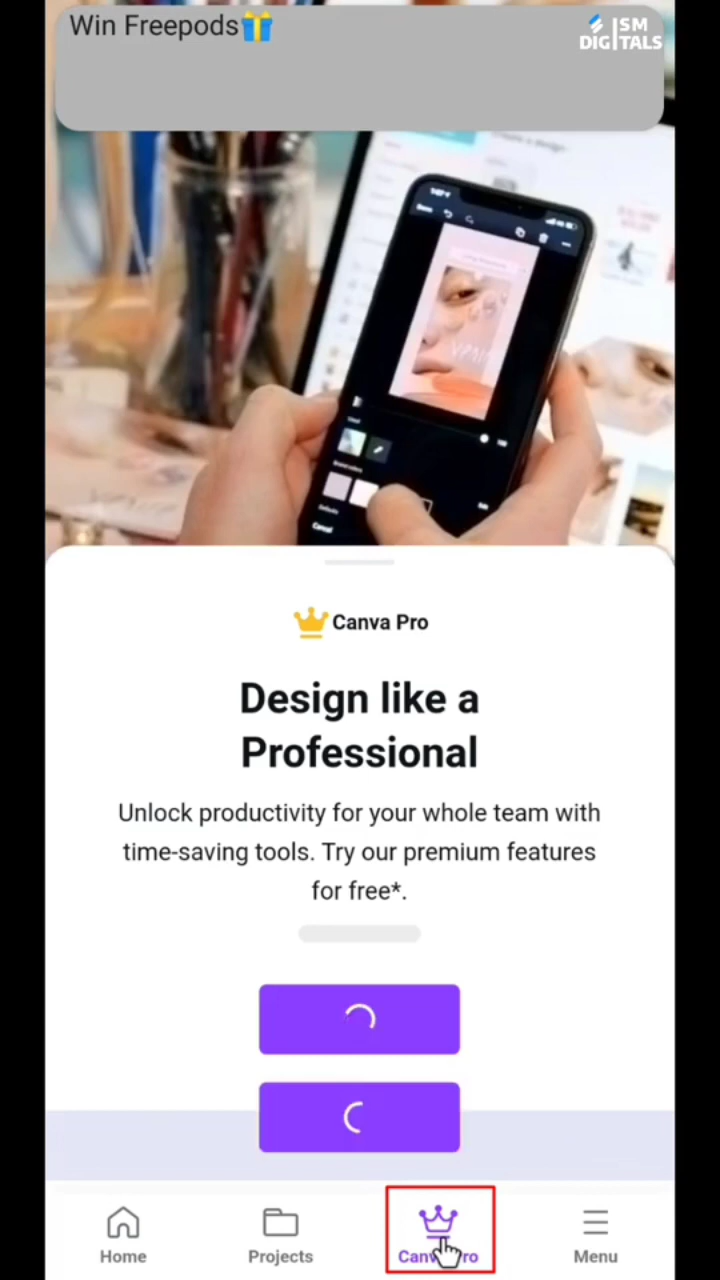 Win Freepods🎁
ISM
DIGITALS
Canva Pro
Design like a
Professional
Unlock productivity for your whole team with
time-saving tools. Try our premium features
for free*.
Home
Projects
Canva Pro
Menu